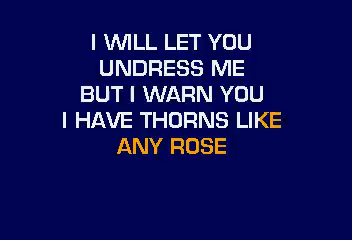 I WILL LET YOU
UNDRESS ME
BUT I WARN YOU
I HAVE THORNS LIKE
ANY ROSE